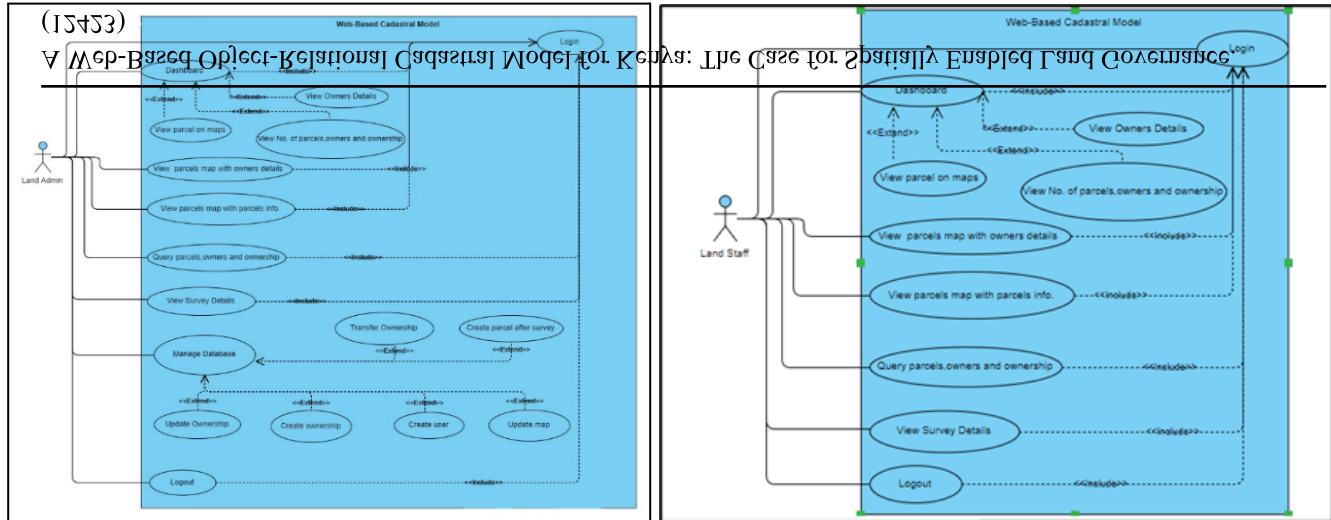 (12423)
A Web-Based Object-Relational Cadastral Model for Kenya: The Case for Spatially Enabled Land Governance
Web-Based Cadastral Model
Login
Dashboard
<<Include>>
<<Extend>>
<<Extend>>
View Owners Details
<<Extend>>
View parcel on maps
View No. of parcels,owners and ownership
Land Admin
View parcels map with owners details
<<Include>>
View parcels map with parcels info.
<<Include>>
Query parcels,owners and ownership
<<Include>>
View Survey Details
<<Include>>
Transfer Ownership
Create parcel after survey
<<Extend>>
<<Extend>>
Manage Database
<<Extend>>
<<Extend>>
<<Extend>>
<<Extend>>
Update Ownership
Create ownership
Create user
Update map
Logout
<<Include>>
Web-Based Cadastral Model
Login
Dashboard
<<Include>>
<<Extend>>
<<Extend>>
View Owners Details
<<Extend>>
View parcel on maps
View No. of parcels,owners and ownership
Land Staff
View parcels map with owners details
<<Include>>
View parcels map with parcels info.
<<Include>>
Query parcels,owners and ownership
<<Include>>
View Survey Details
<<Include>>
Logout
<<Include>>